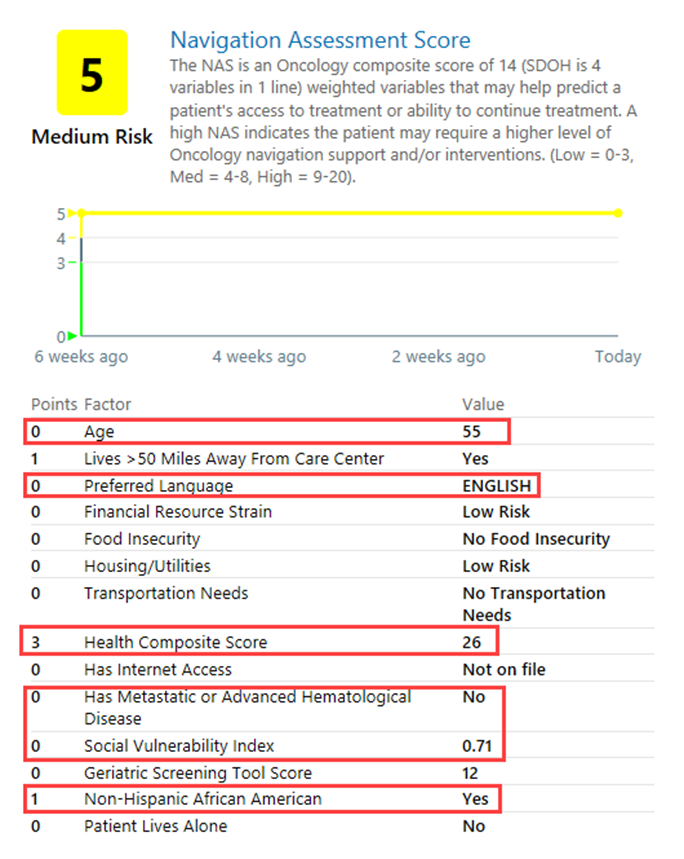 5
Medium Risk
Navigation Assessment Score
The NAS is an Oncology composite score of 14 (SDOH is 4
variables in 1 line) weighted variables that may help predict a
patient's access to treatment or ability to continue treatment. A
high NAS indicates the patient may require a higher level of
Oncology navigation support and/or interventions. (Low = 0-3,
Med = 4-8, High = 9-20).
5
4
3
0
6 weeks ago 4 weeks ago 2 weeks ago Today
Points Factor Value
0 Age 55
1 Lives >50 Miles Away From Care Center Yes
0 Preferred Language ENGLISH
0 Financial Resource Strain Low Risk
0 Food Insecurity No Food Insecurity
0 Housing/Utilities Low Risk
0 Transportation Needs No Transportation
Needs
3 Health Composite Score 26
0 Has Internet Access Not on file
0 Has Metastatic or Advanced Hematological No
Disease
0 Social Vulnerability Index 0.71
0 Geriatric Screening Tool Score 12
1 Non-Hispanic African American Yes
0 Patient Lives Alone No